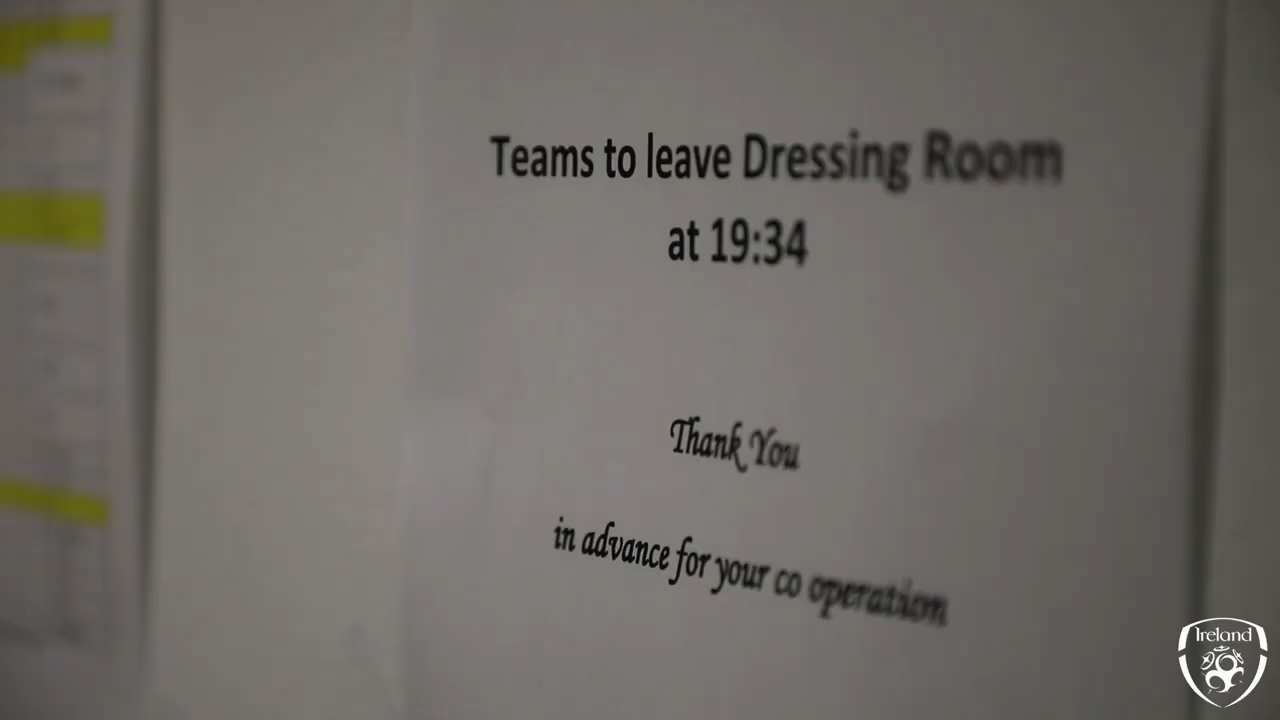 Teams to leave Dressing Room
at 19:34
Thank You
in advance for your co operation
Ireland